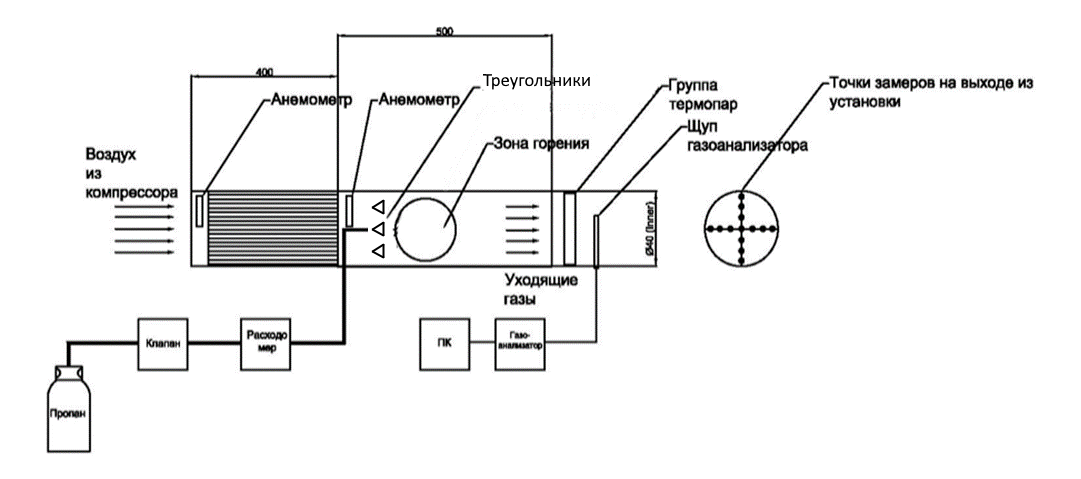 500
400
Треугольники
Анемометр
Анемометр
Группа
термопар
Точки замеров на выходе из
установки
Щуп
газоанализатора
Зона горения
Воздух
из
компрессора
Ø40 (Inner)
Уходящие
газы
Клапан
Расходо
мер
ПК
Газо-
анализатор
Пропан